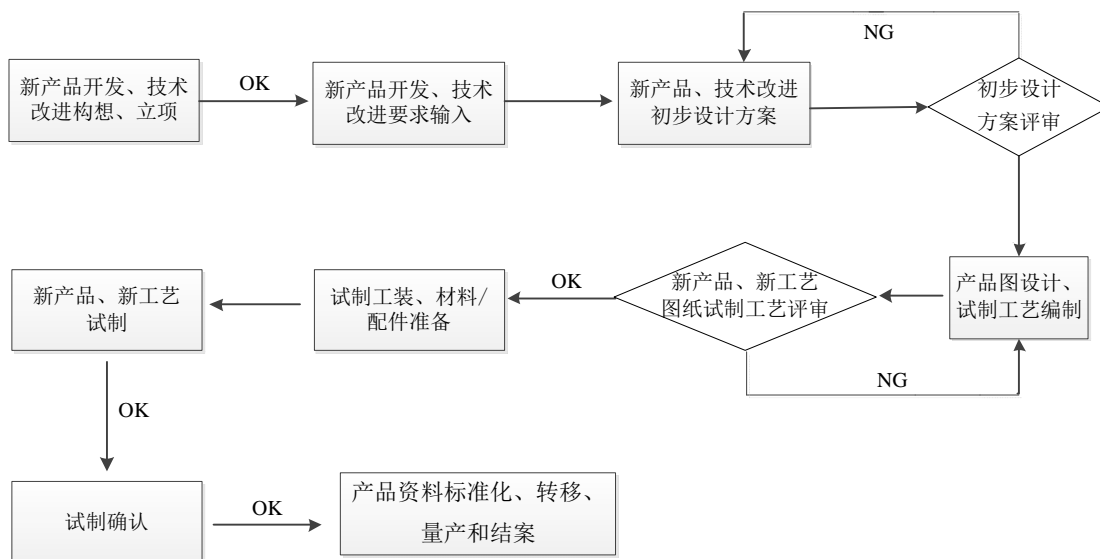 NG
新产品开发、技术
改进构想、立项
OK
新产品开发、技术
改进要求输入
新产品、技术改进
初步设计方案
初步设计
方案评审
新产品、新工艺
试制
试制工装、材料/
配件准备
OK
新产品、新工艺
图纸试制工艺评审
产品图设计、
试制工艺编制
NG
OK
试制确认
OK
产品资料标准化、转移、
量产和结案